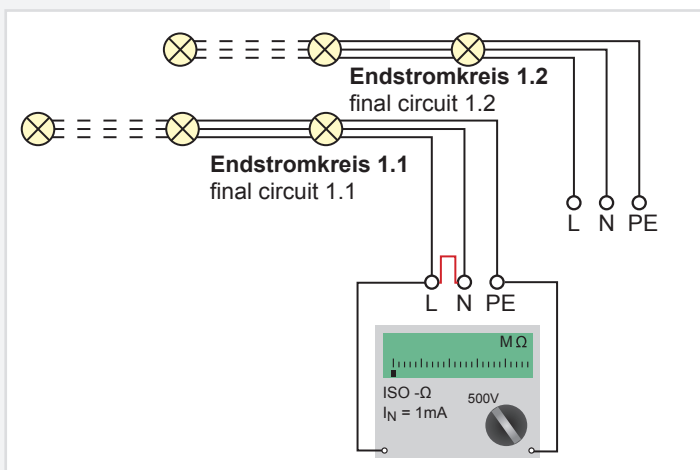 Endstromkreis 1.2
final circuit 1.2
Endstromkreis 1.1
final circuit 1.1
L N PE
L N PE
MΩ
ISO -Ω
500V
IN = 1mA